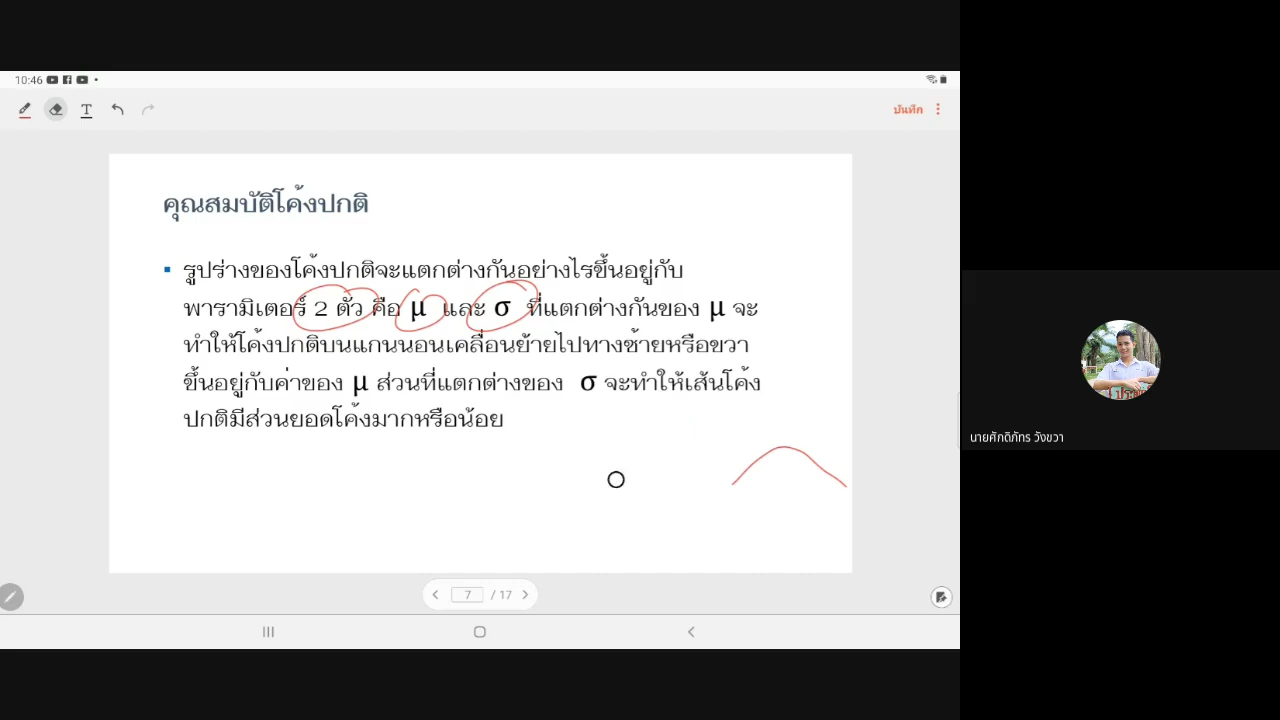 10:46
บันทึก
คุณสมบัติโค้งปกติ
▪ รูปร่างของโค้งปกติจะแตกต่างกันอย่างไรขึ้นอยู่กับ
พารามิเตอร์ 2 ตัว คือ μ และ σ ที่แตกต่างกันของ μ จะ
ทำให้โค้งปกติบนแกนนอนเคลื่อนย้ายไปทางซ้ายหรือขวา
ขึ้นอยู่กับค่าของ μ ส่วนที่แตกต่างของ σ จะทำให้เส้นโค้ง
ปกติมีส่วนยอดโค้งมากหรือน้อย
7 / 17
นายศักดิภัทร วังขวา